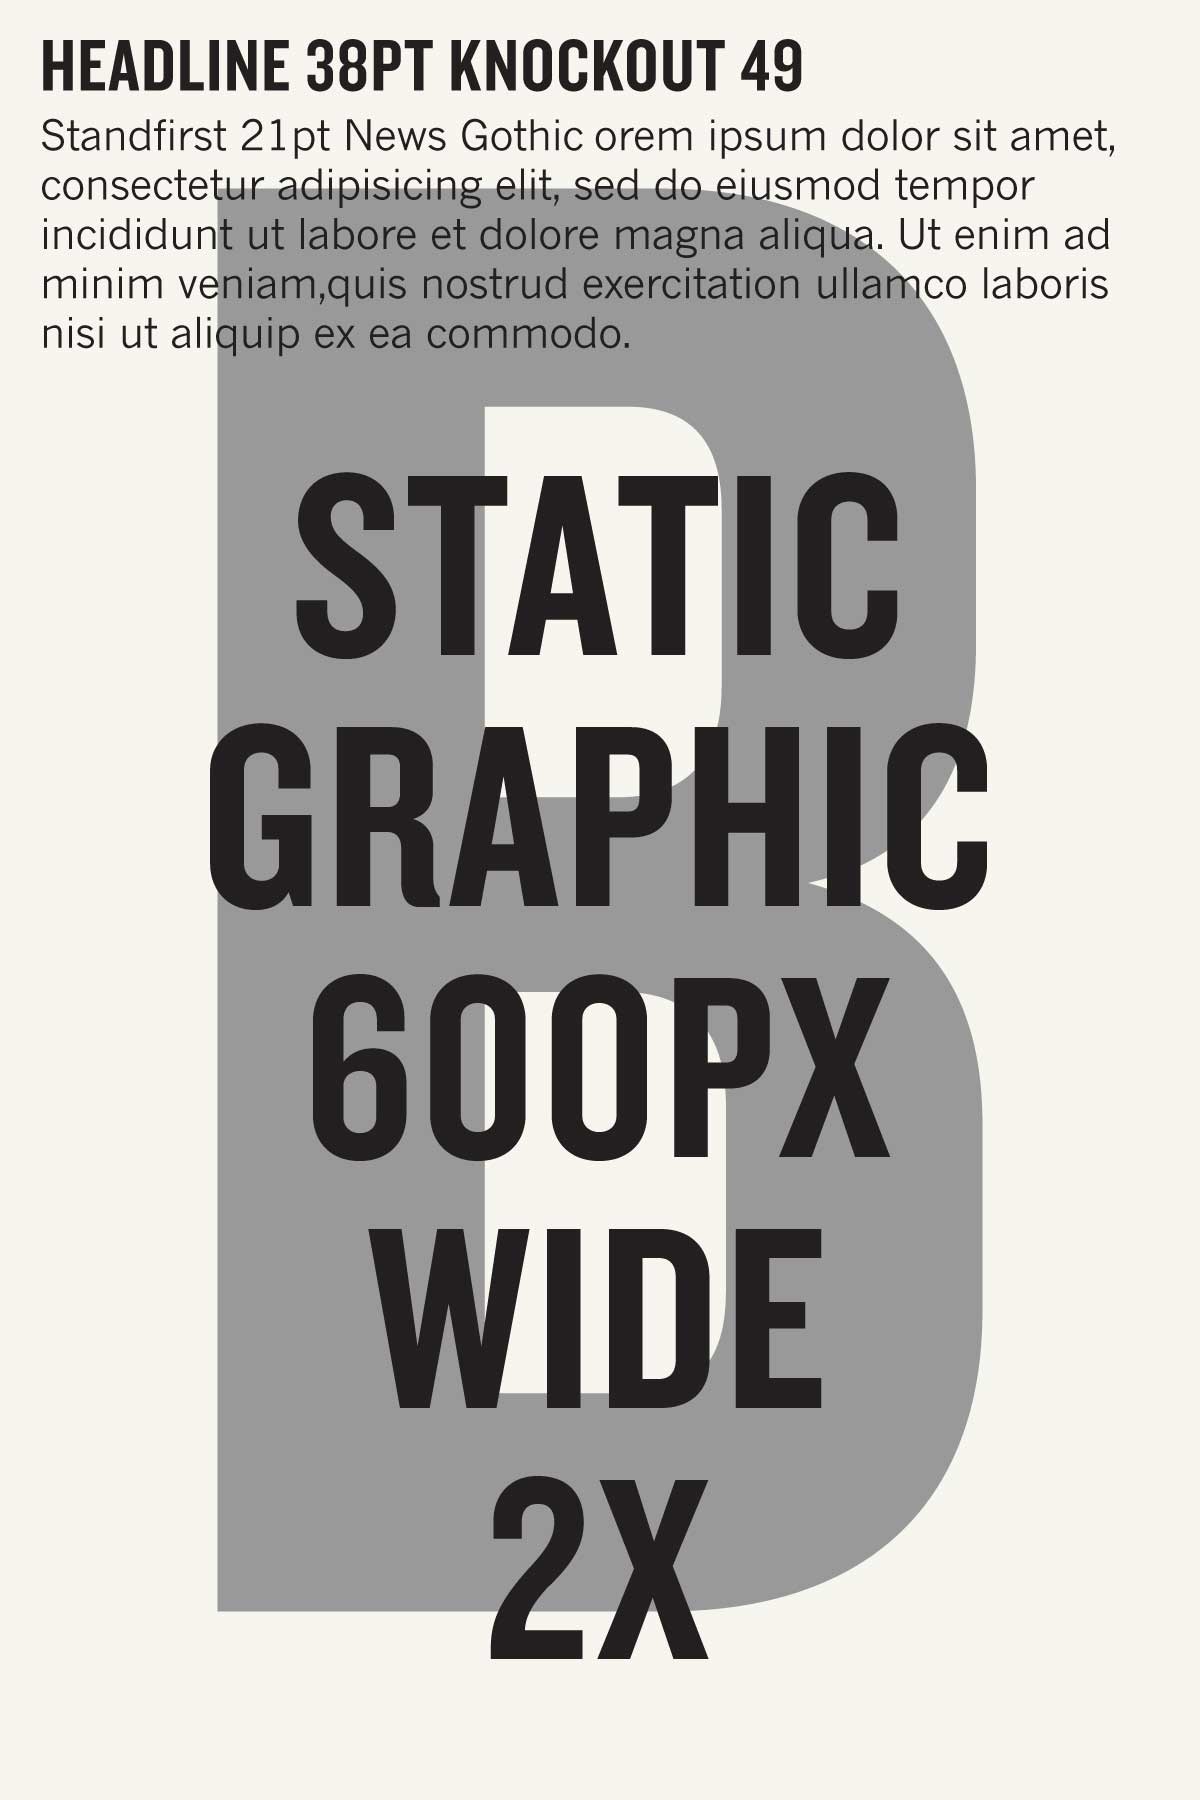 HEADLINE 38PT KNOCKOUT 49
Standfirst 21pt News Gothic orem ipsum dolor sit amet,
consectetur adipisicing elit, sed do eiusmod tempor
incididunt ut labore et dolore magna aliqua. Ut enim ad
minim veniam,quis nostrud exercitation ullamco laboris
nisi ut aliquip ex ea commodo.
B
STATIC
GRAPHIC
600PX
WIDE
2X